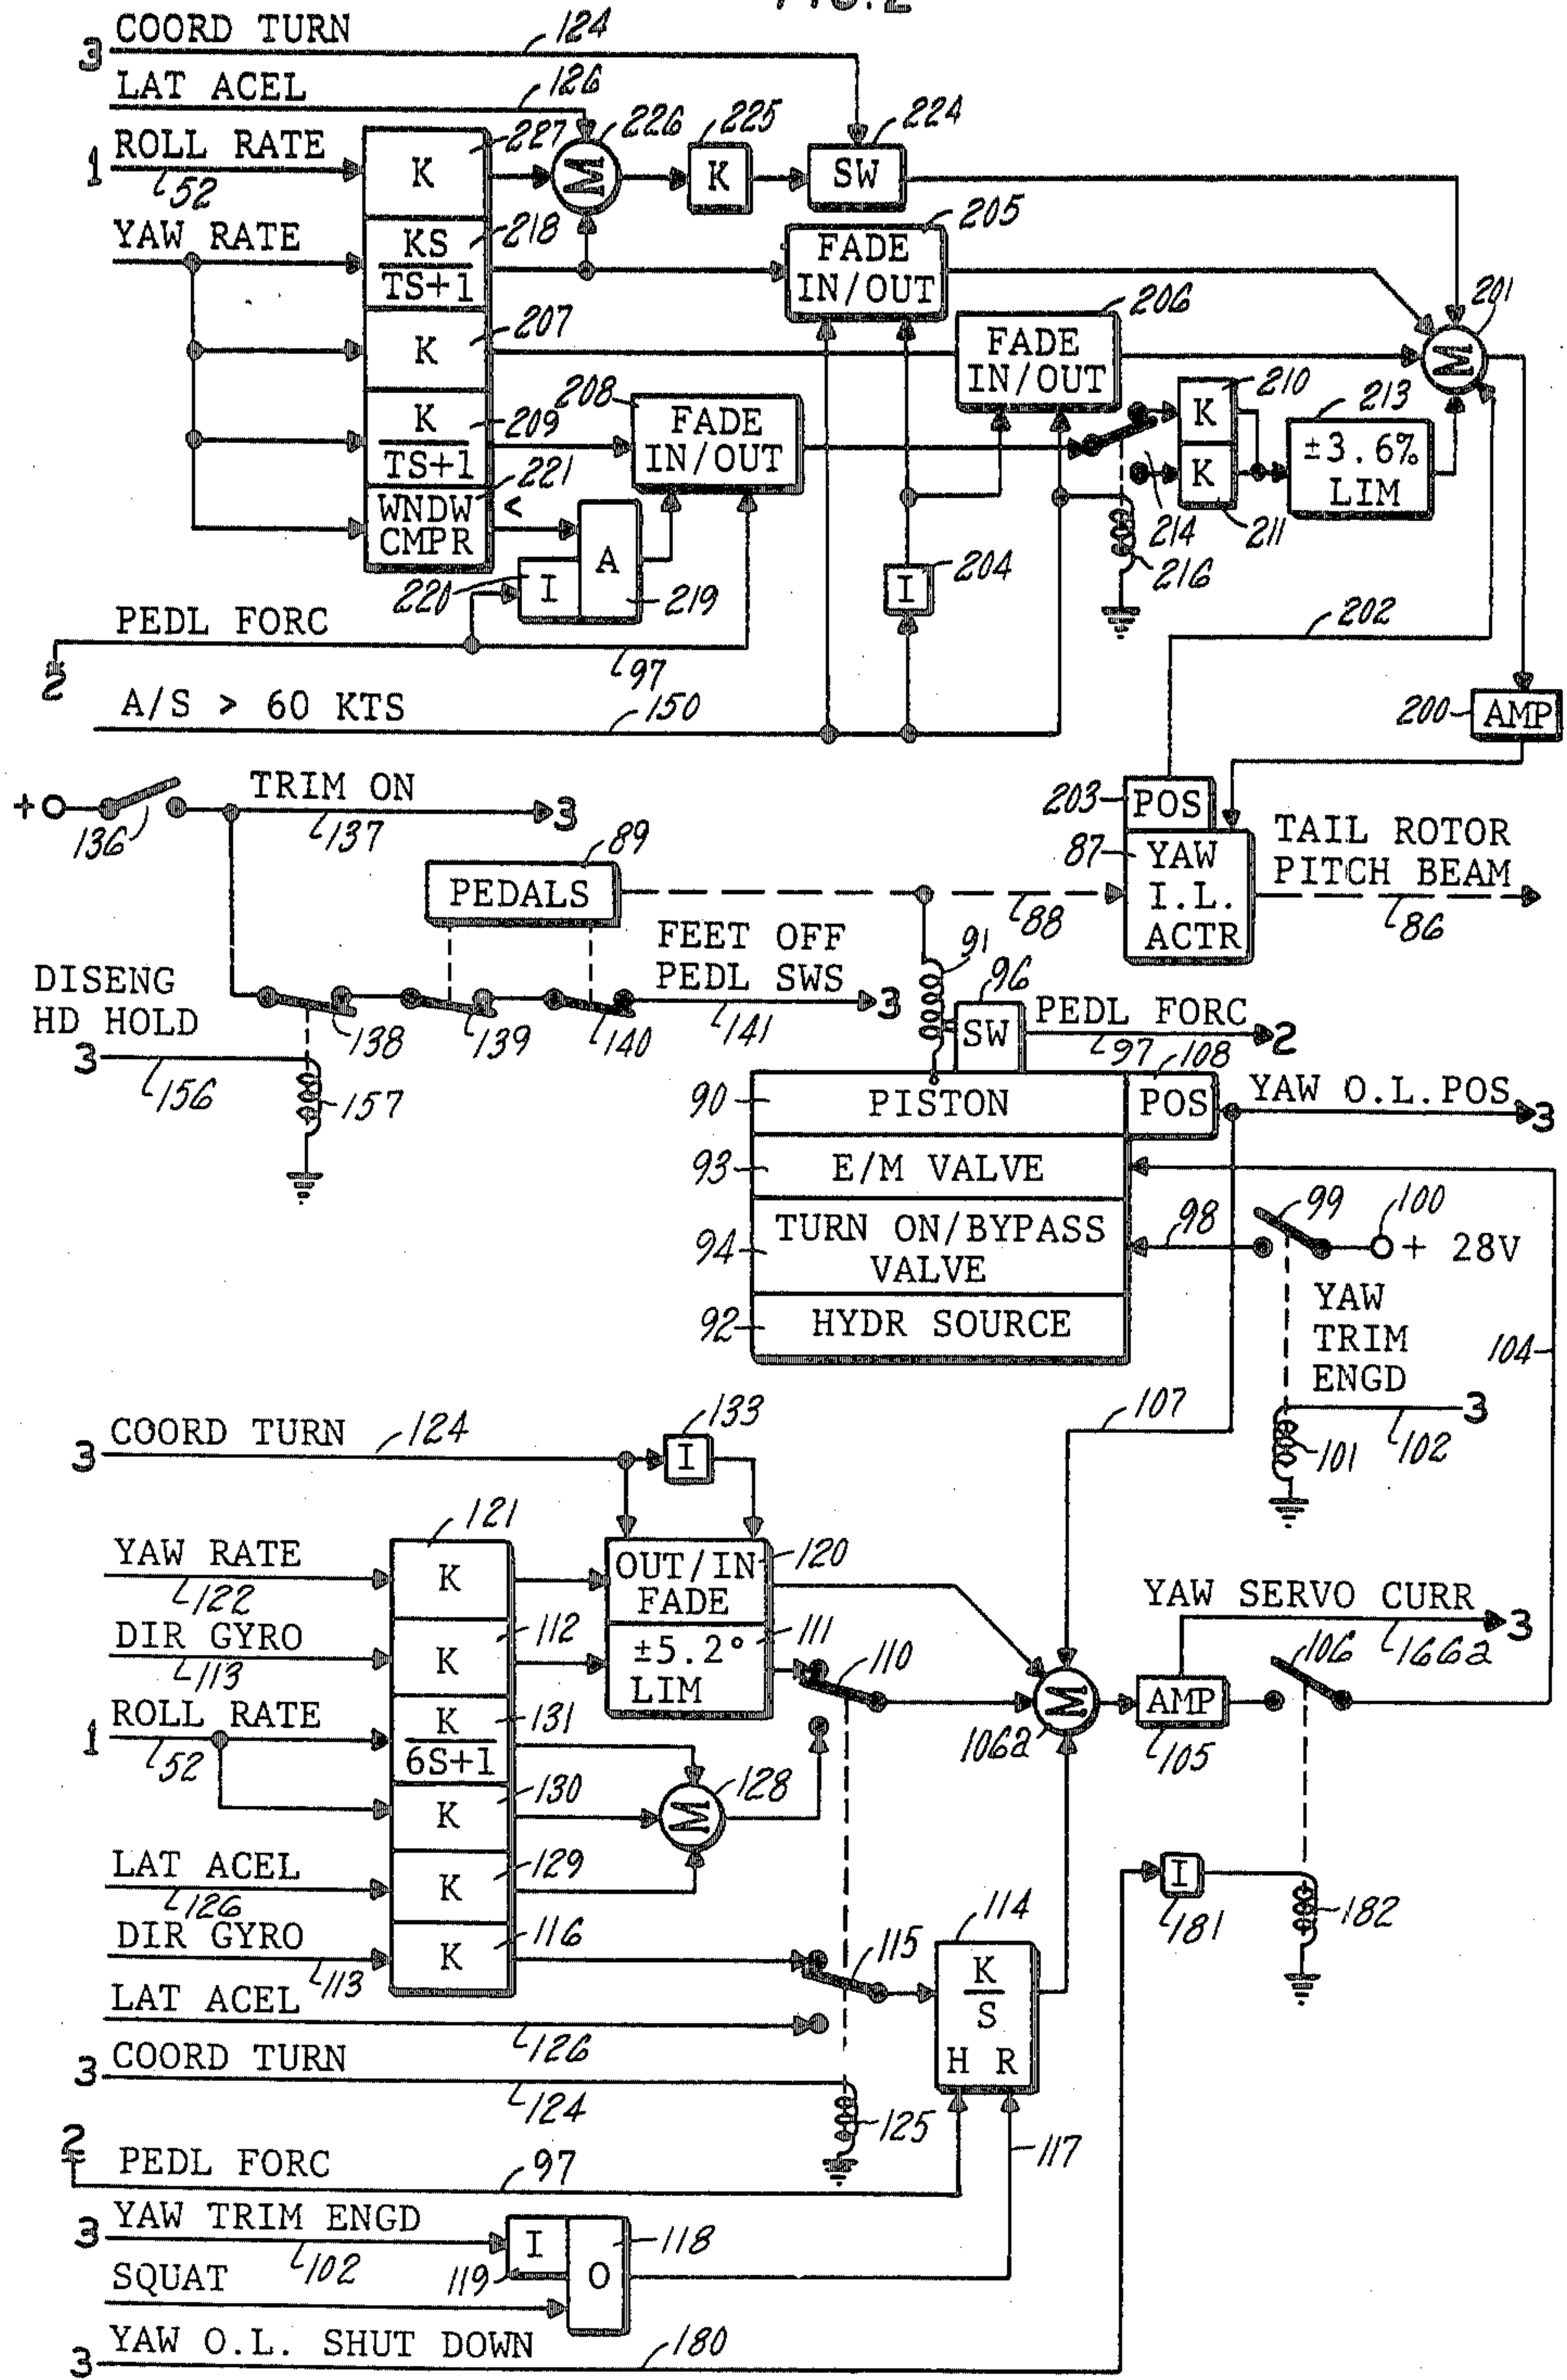 FIG.2
COORD TURN 124
3
LAT ACEL 126
ROLL RATE 227 226 225 224
1 K M K SW
52
YAW RATE 218 205
KS
TS+1
FADE
IN/OUT
207 206 201
K FADE
IN/OUT M
208 210 213
K
TS+1 209
FADE
IN/OUT
K ±3.6%
LIM
K
221
WNDW <
CMPR
A
214 211
220 I 219 I 204 216
PEDL FORC 202
2 97
A/S > 60 KTS 150
200 AMP
TRIM ON 203 POS
+ 3
136 137 89
PEDALS
87 YAW
I.L.
ACTR
TAIL ROTOR
PITCH BEAM
88 86
FEET OFF
PEDL SWS 91
DISENG
HD HOLD
96
SW PEDL FORC
3 138 139 140 141 3 97 2
156 157
108
90 PISTON POS YAW O.L.POS
3
93 E/M VALVE
99 100
94 TURN ON/BYPASS
VALVE 98 + 28V
92 HYDR SOURCE
YAW
TRIM
ENGD
104
133 107 3
COORD TURN 124 I 101 102
3
121
YAW RATE K OUT/IN
FADE 120
122
YAW SERVO CURR
3
DIR GYRO 112 ±5.2°
LIM 111 110 106 166a
113 K
ROLL RATE 131 M AMP
1 K
6S+1
106a 105
52
130 128
K M
LAT ACEL 129
126 K I
181 182
DIR GYRO 116 115 114
113 K K
S
LAT ACEL
126 H R
COORD TURN
3
124 125
2 117
PEDL FORC 97
YAW TRIM ENGD
3 I 118
102 119 O
SQUAT
YAW O.L. SHUT DOWN 180
3